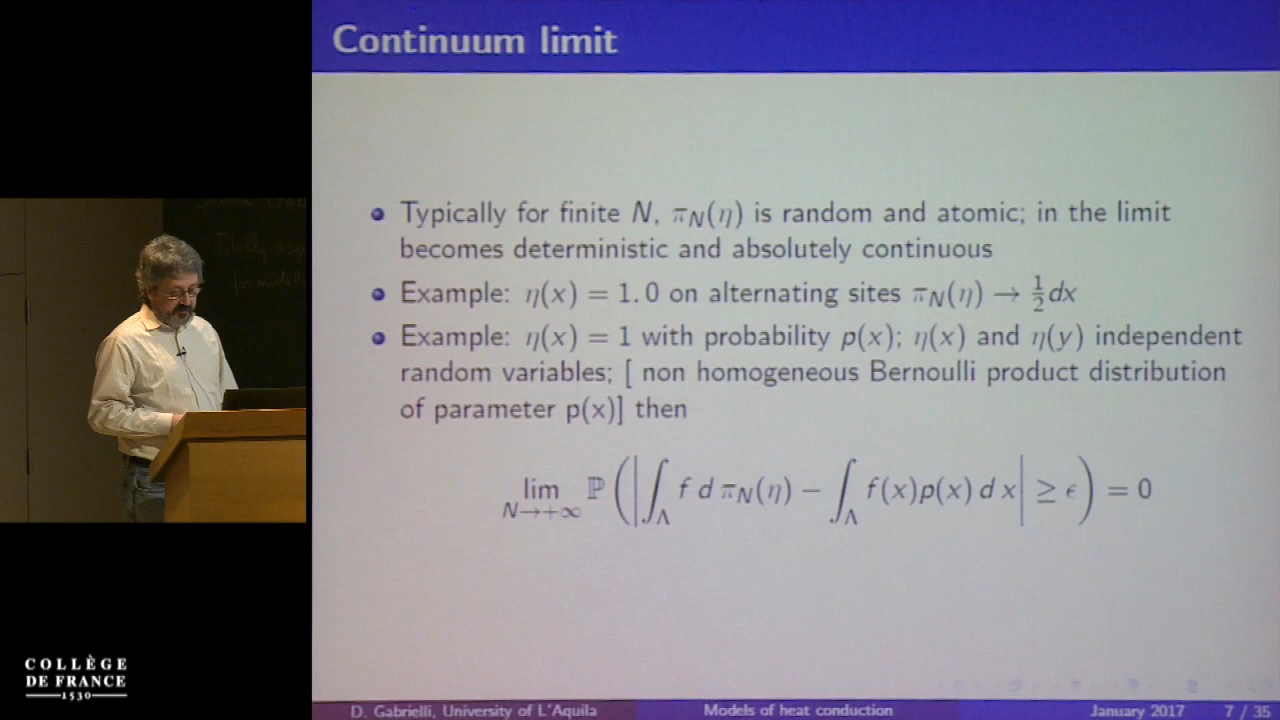 Continuum limit
Typically for finite N, π_N(η) is random and atomic; in the limit
becomes deterministic and absolutely continuous
Example: η(x) = 1.0 on alternating sites π_N(η) → ½dx
Example: η(x) = 1 with probability p(x); η(x) and η(y) independent
random variables; [ non homogeneous Bernoulli product distribution
of parameter p(x)] then
lim_{N→+∞} ℙ(|∫_Λ f d π_N(η) − ∫_Λ f(x)p(x) d x| ≥ ϵ) = 0
D. Gabrielli, University of L'Aquila Models of heat conduction January 2017 7 / 35
COLLÈGE
DE FRANCE
1530